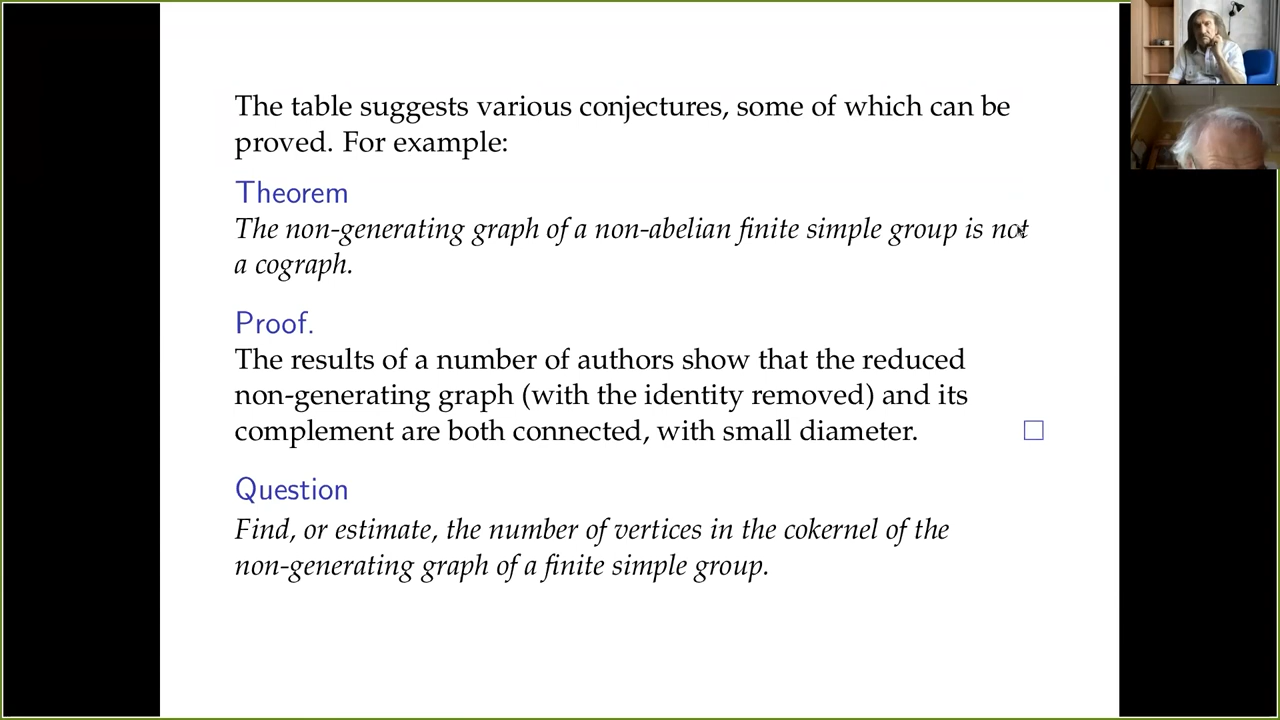 The table suggests various conjectures, some of which can be
proved. For example:
Theorem
The non-generating graph of a non-abelian finite simple group is not
a cograph.
Proof.
The results of a number of authors show that the reduced
non-generating graph (with the identity removed) and its
complement are both connected, with small diameter.
Question
Find, or estimate, the number of vertices in the cokernel of the
non-generating graph of a finite simple group.